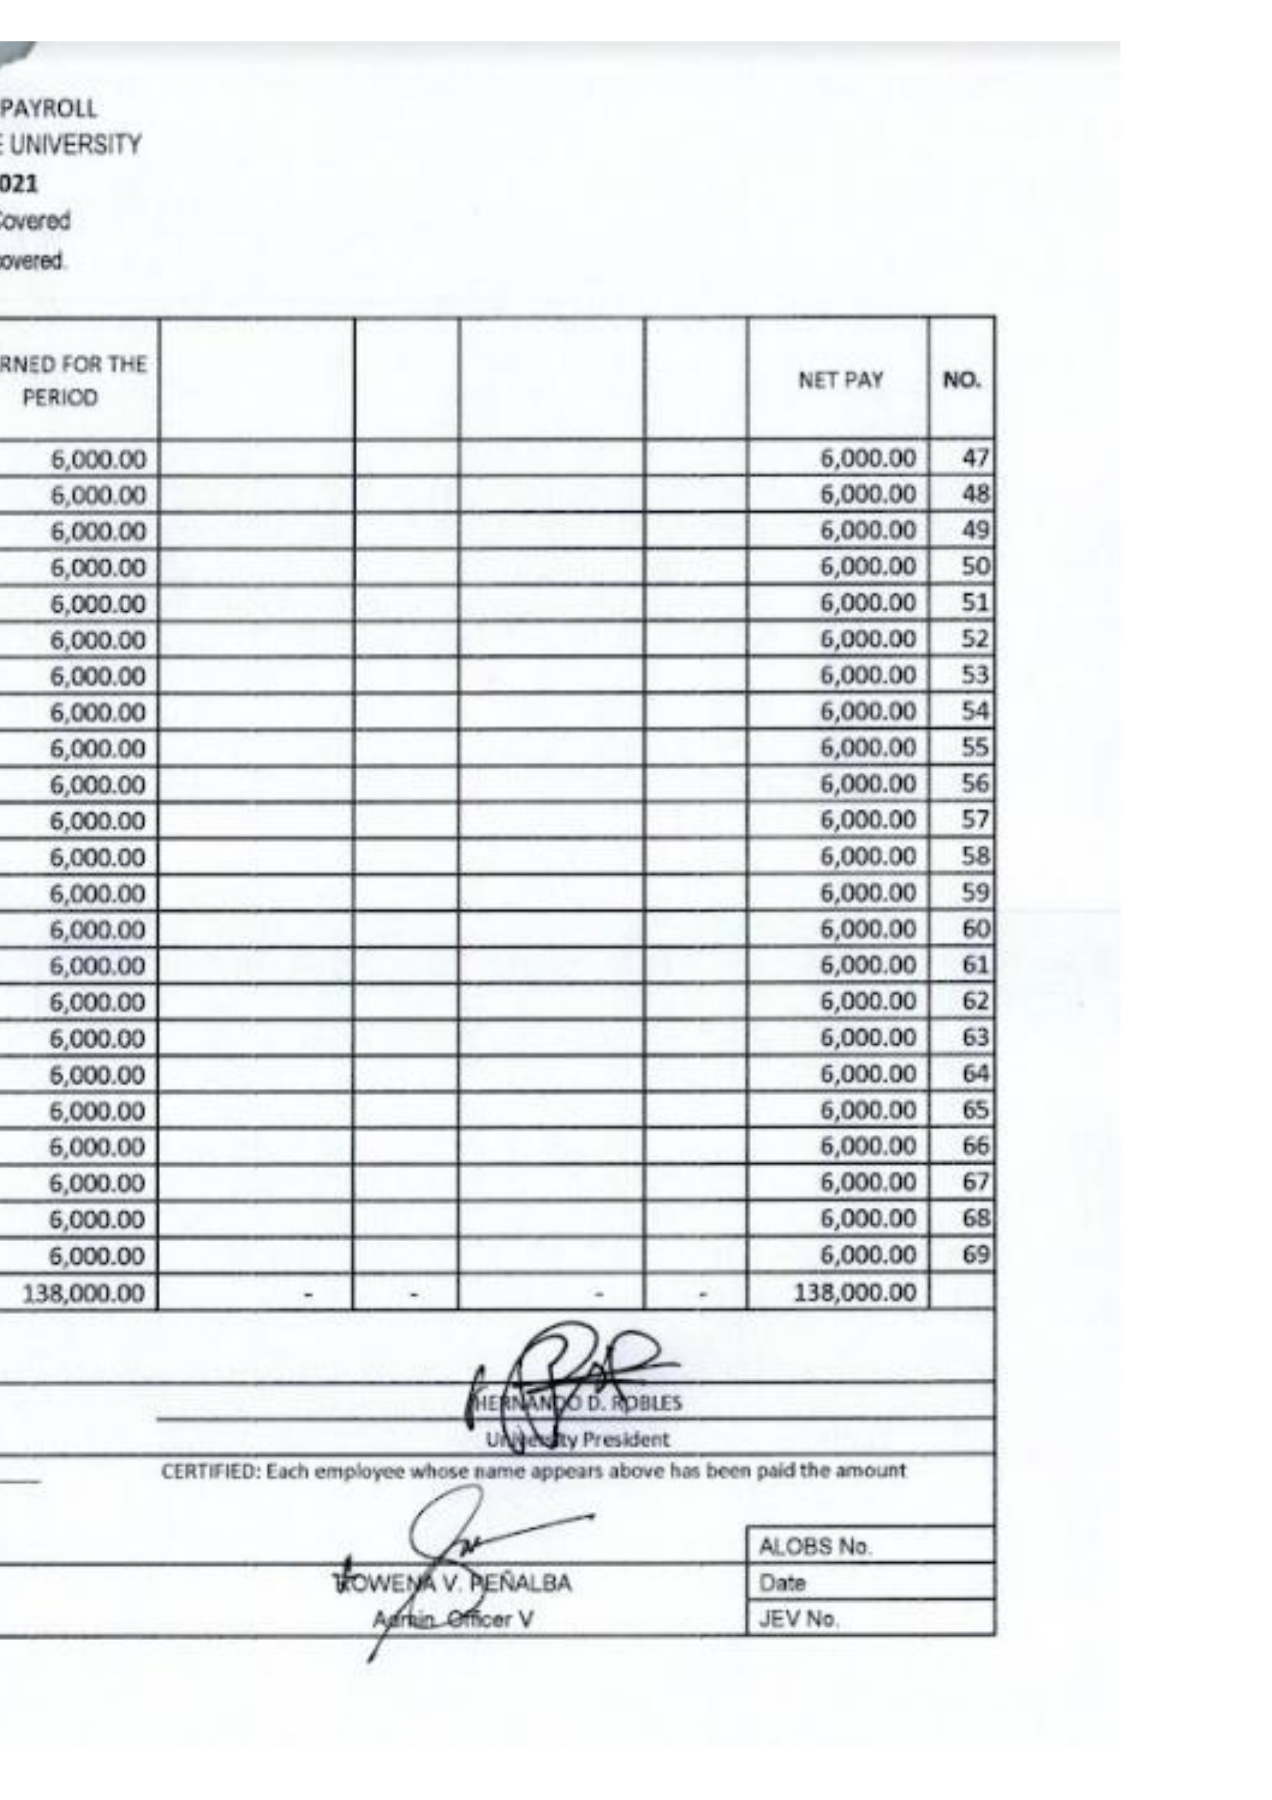 PAYROLL
E UNIVERSITY
021
Covered
covered.
RNED FOR THE
PERIOD NET PAY NO.
6,000.00 6,000.00 47
6,000.00 6,000.00 48
6,000.00 6,000.00 49
6,000.00 6,000.00 50
6,000.00 6,000.00 51
6,000.00 6,000.00 52
6,000.00 6,000.00 53
6,000.00 6,000.00 54
6,000.00 6,000.00 55
6,000.00 6,000.00 56
6,000.00 6,000.00 57
6,000.00 6,000.00 58
6,000.00 6,000.00 59
6,000.00 6,000.00 60
6,000.00 6,000.00 61
6,000.00 6,000.00 62
6,000.00 6,000.00 63
6,000.00 6,000.00 64
6,000.00 6,000.00 65
6,000.00 6,000.00 66
6,000.00 6,000.00 67
6,000.00 6,000.00 68
6,000.00 6,000.00 69
138,000.00 - - - - 138,000.00
HERNANDO D. ROBLES
University President
CERTIFIED: Each employee whose name appears above has been paid the amount
ALOBS No.
ROWENA V. PEÑALBA Date
Admin. Officer V JEV No.